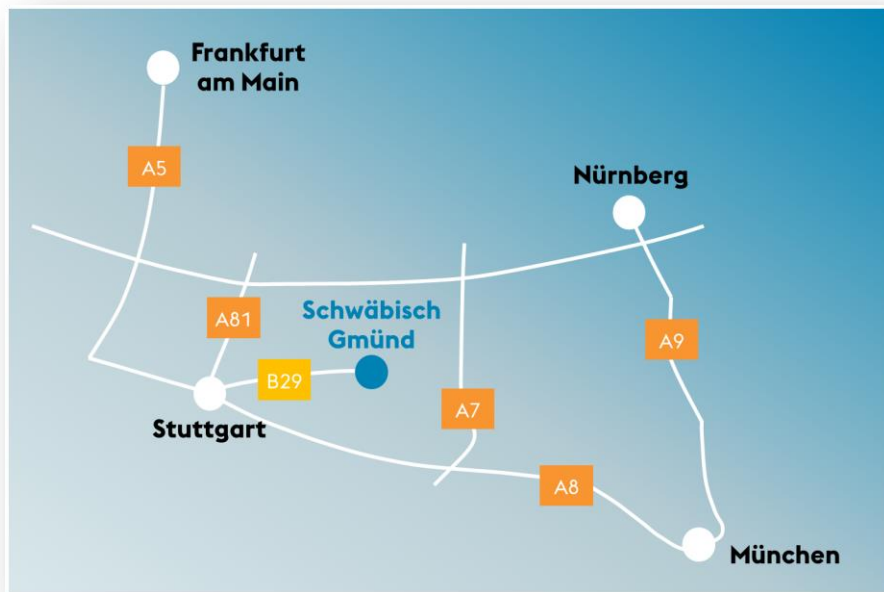 Frankfurt
am Main
A5
Nürnberg
Schwäbisch
Gmünd
A81
A9
B29
A7
Stuttgart
A8
München